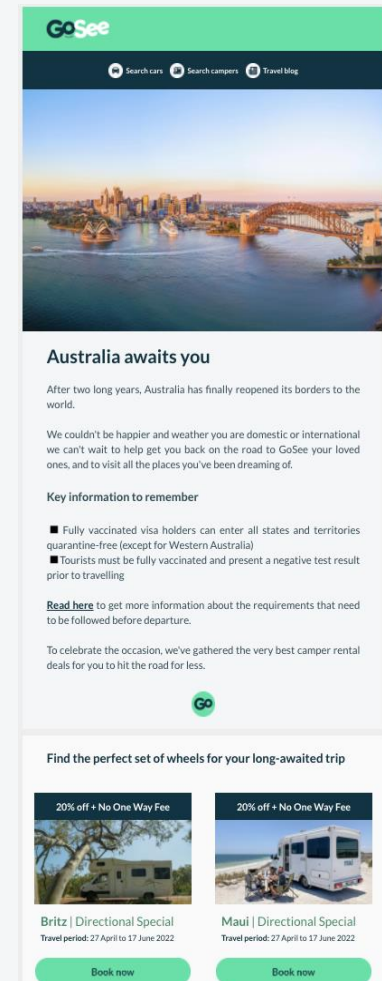 GoSee
Search cars Search campers Travel blog
Australia awaits you
After two long years, Australia has finally reopened its borders to the
world.
We couldn't be happier and weather you are domestic or international
we can't wait to help get you back on the road to GoSee your loved
ones, and to visit all the places you've been dreaming of.
Key information to remember
■ Fully vaccinated visa holders can enter all states and territories
quarantine-free (except for Western Australia)
■ Tourists must be fully vaccinated and present a negative test result
prior to travelling
Read here to get more information about the requirements that need
to be followed before departure.
To celebrate the occasion, we've gathered the very best camper rental
deals for you to hit the road for less.
Go
Find the perfect set of wheels for your long-awaited trip
20% off + No One Way Fee
Britz | Directional Special
Travel period: 27 April to 17 June 2022
Book now
20% off + No One Way Fee
Maui | Directional Special
Travel period: 27 April to 17 June 2022
Book now